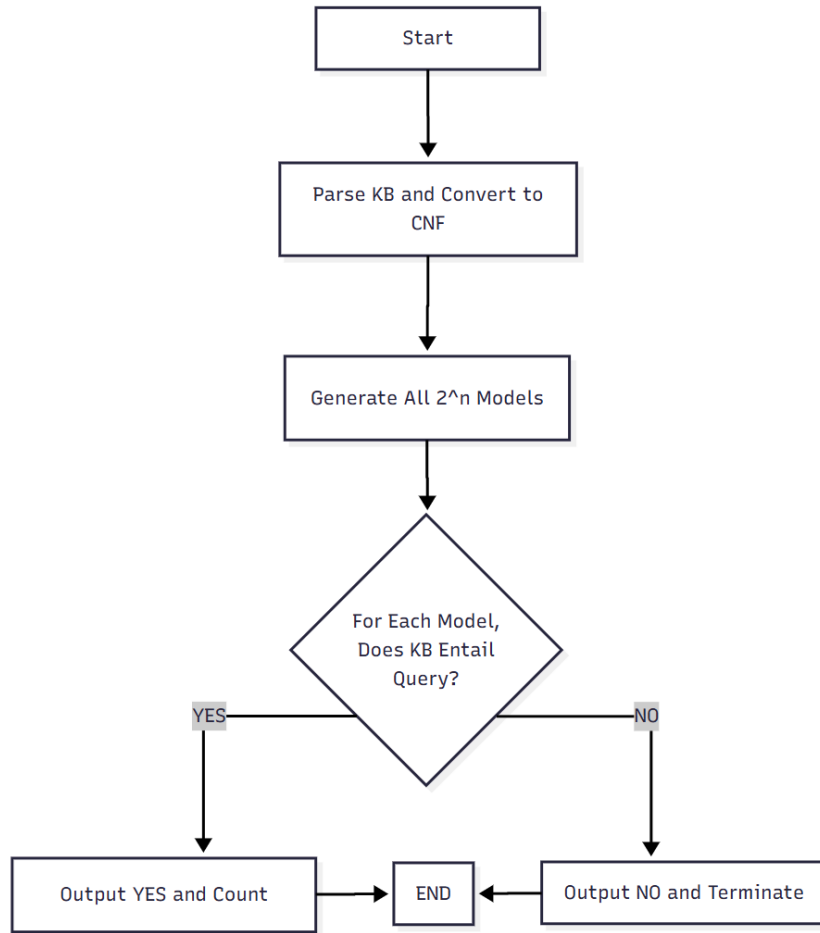 Start
Parse KB and Convert to
CNF
Generate All 2^n Models
For Each Model,
Does KB Entail
Query?
YES
NO
Output YES and Count
END
Output NO and Terminate